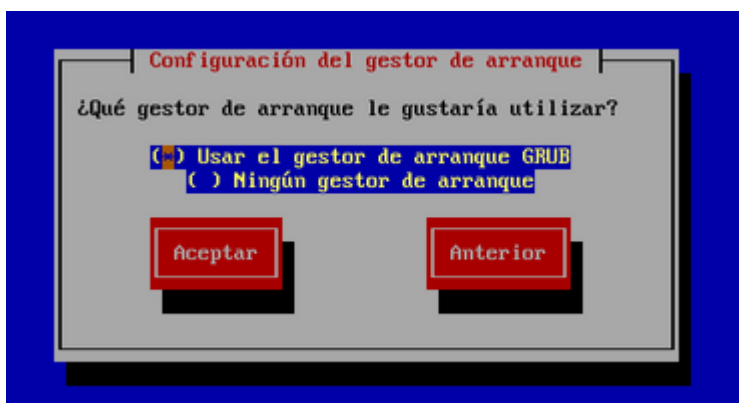 Configuración del gestor de arranque
¿Qué gestor de arranque le gustaría utilizar?
(*) Usar el gestor de arranque GRUB
( ) Ningún gestor de arranque
Aceptar
Anterior